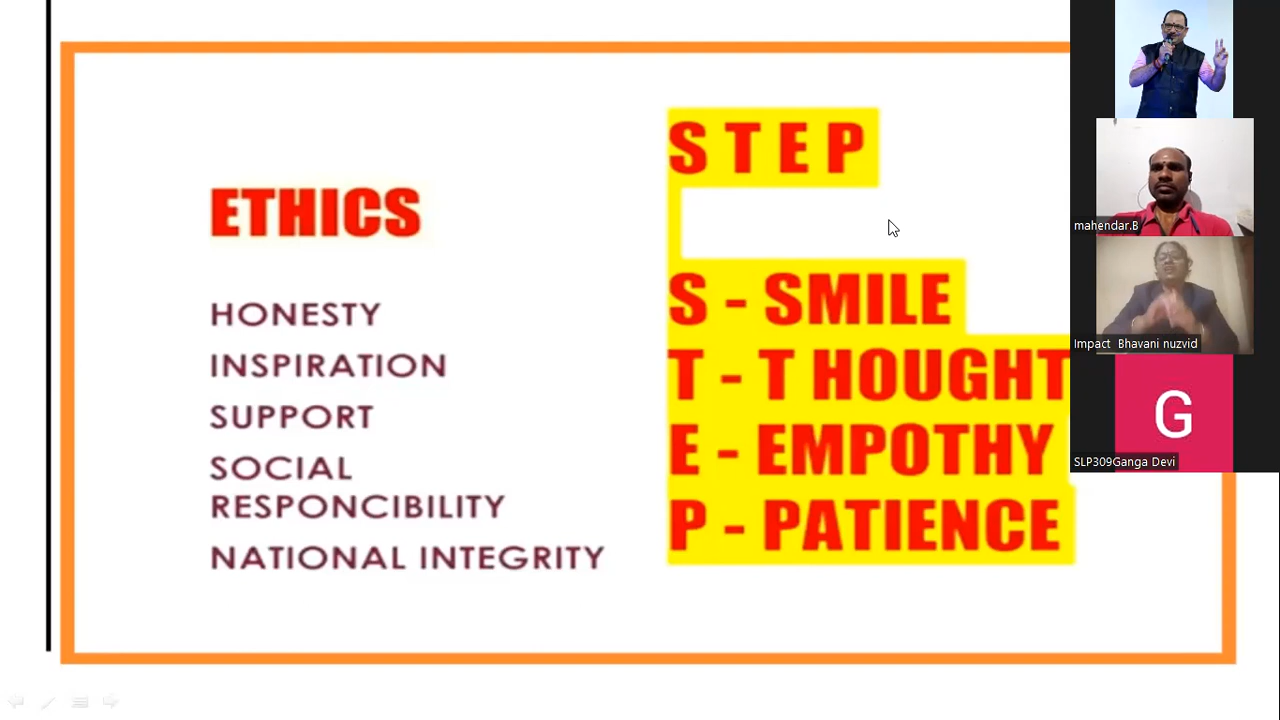 ETHICS
HONESTY
INSPIRATION
SUPPORT
SOCIAL
RESPONCIBILITY
NATIONAL INTEGRITY
S T E P
S - SMILE
T - T HOUGHT
E - EMPOTHY
P - PATIENCE
mahendar.B
Impact Bhavani nuzvid
G
SLP309Ganga Devi